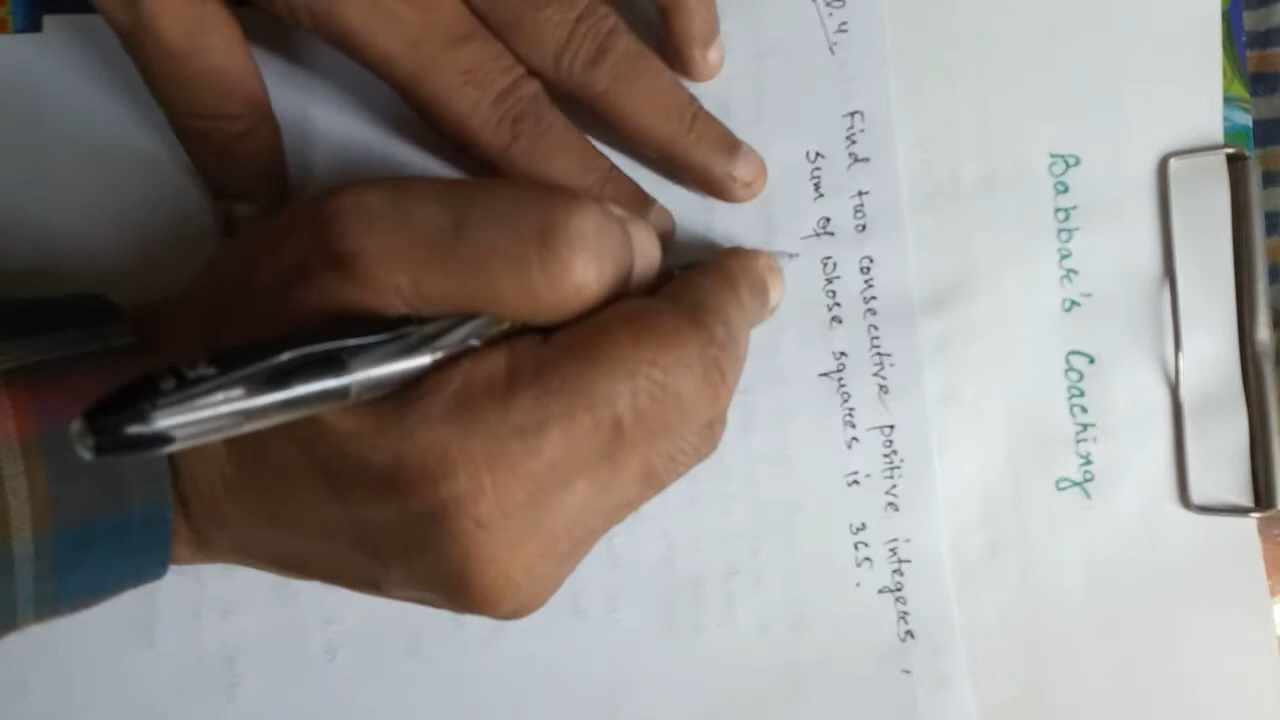 Babbar's Coaching
Q.4. Find two consecutive positive integers,
sum of whose squares is 365.